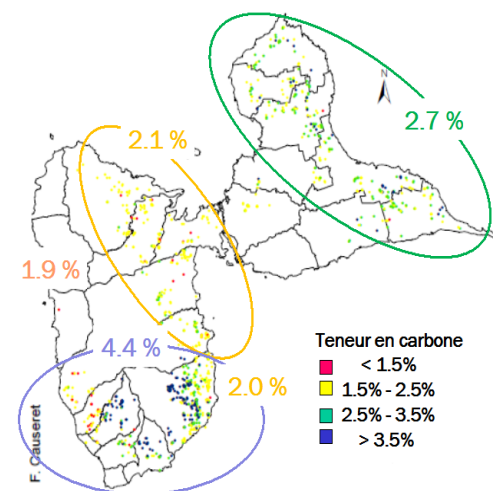 N
2.7 %
2.1 %
1.9 %
4.4 %
2.0 %
Teneur en carbone
< 1.5%
1.5% - 2.5%
2.5% - 3.5%
> 3.5%
F. Causeret